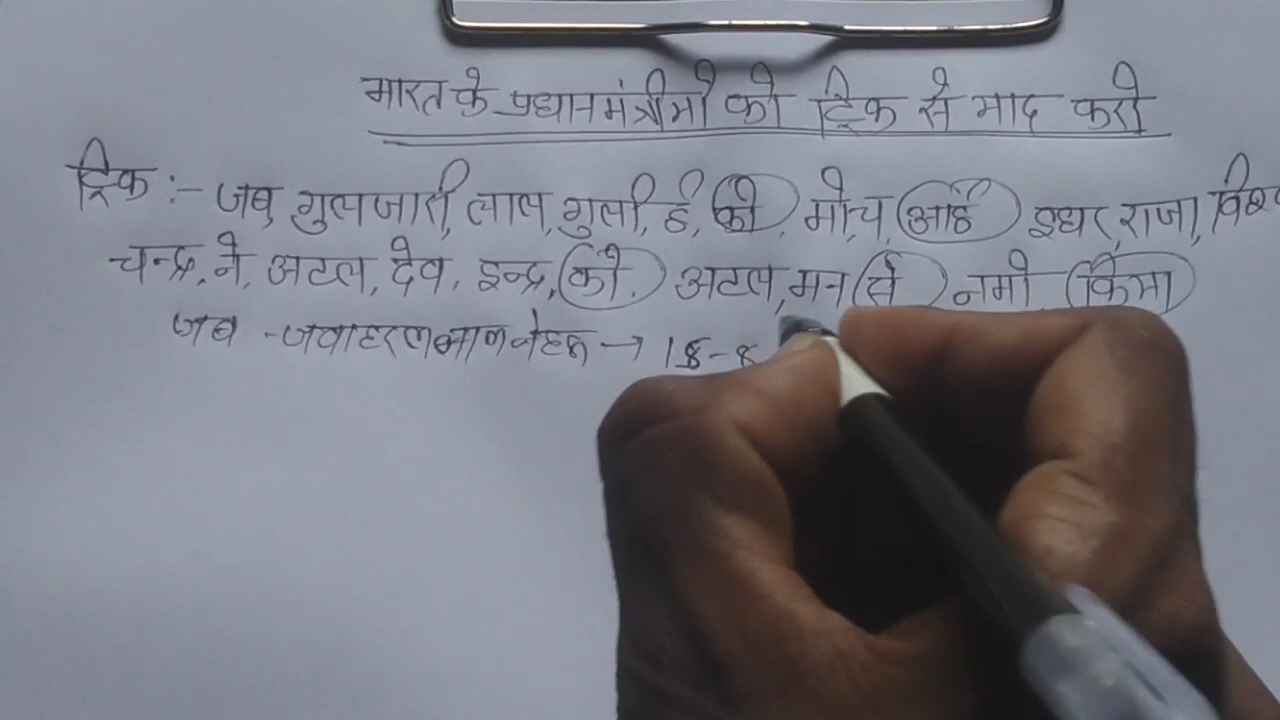 भारत के प्रधानमंत्रीयों को ट्रिक से याद करो
ट्रिक :- जब, गुलजारी, लाल, गुली, ई, को, मो, च, आई इधर, राजा, विश्व
चन्द्र, ने, अटल, देव, इन्द्र, को, अटल, मन से नमो किया
जब - जवाहरलाल नेहरू → 18-8